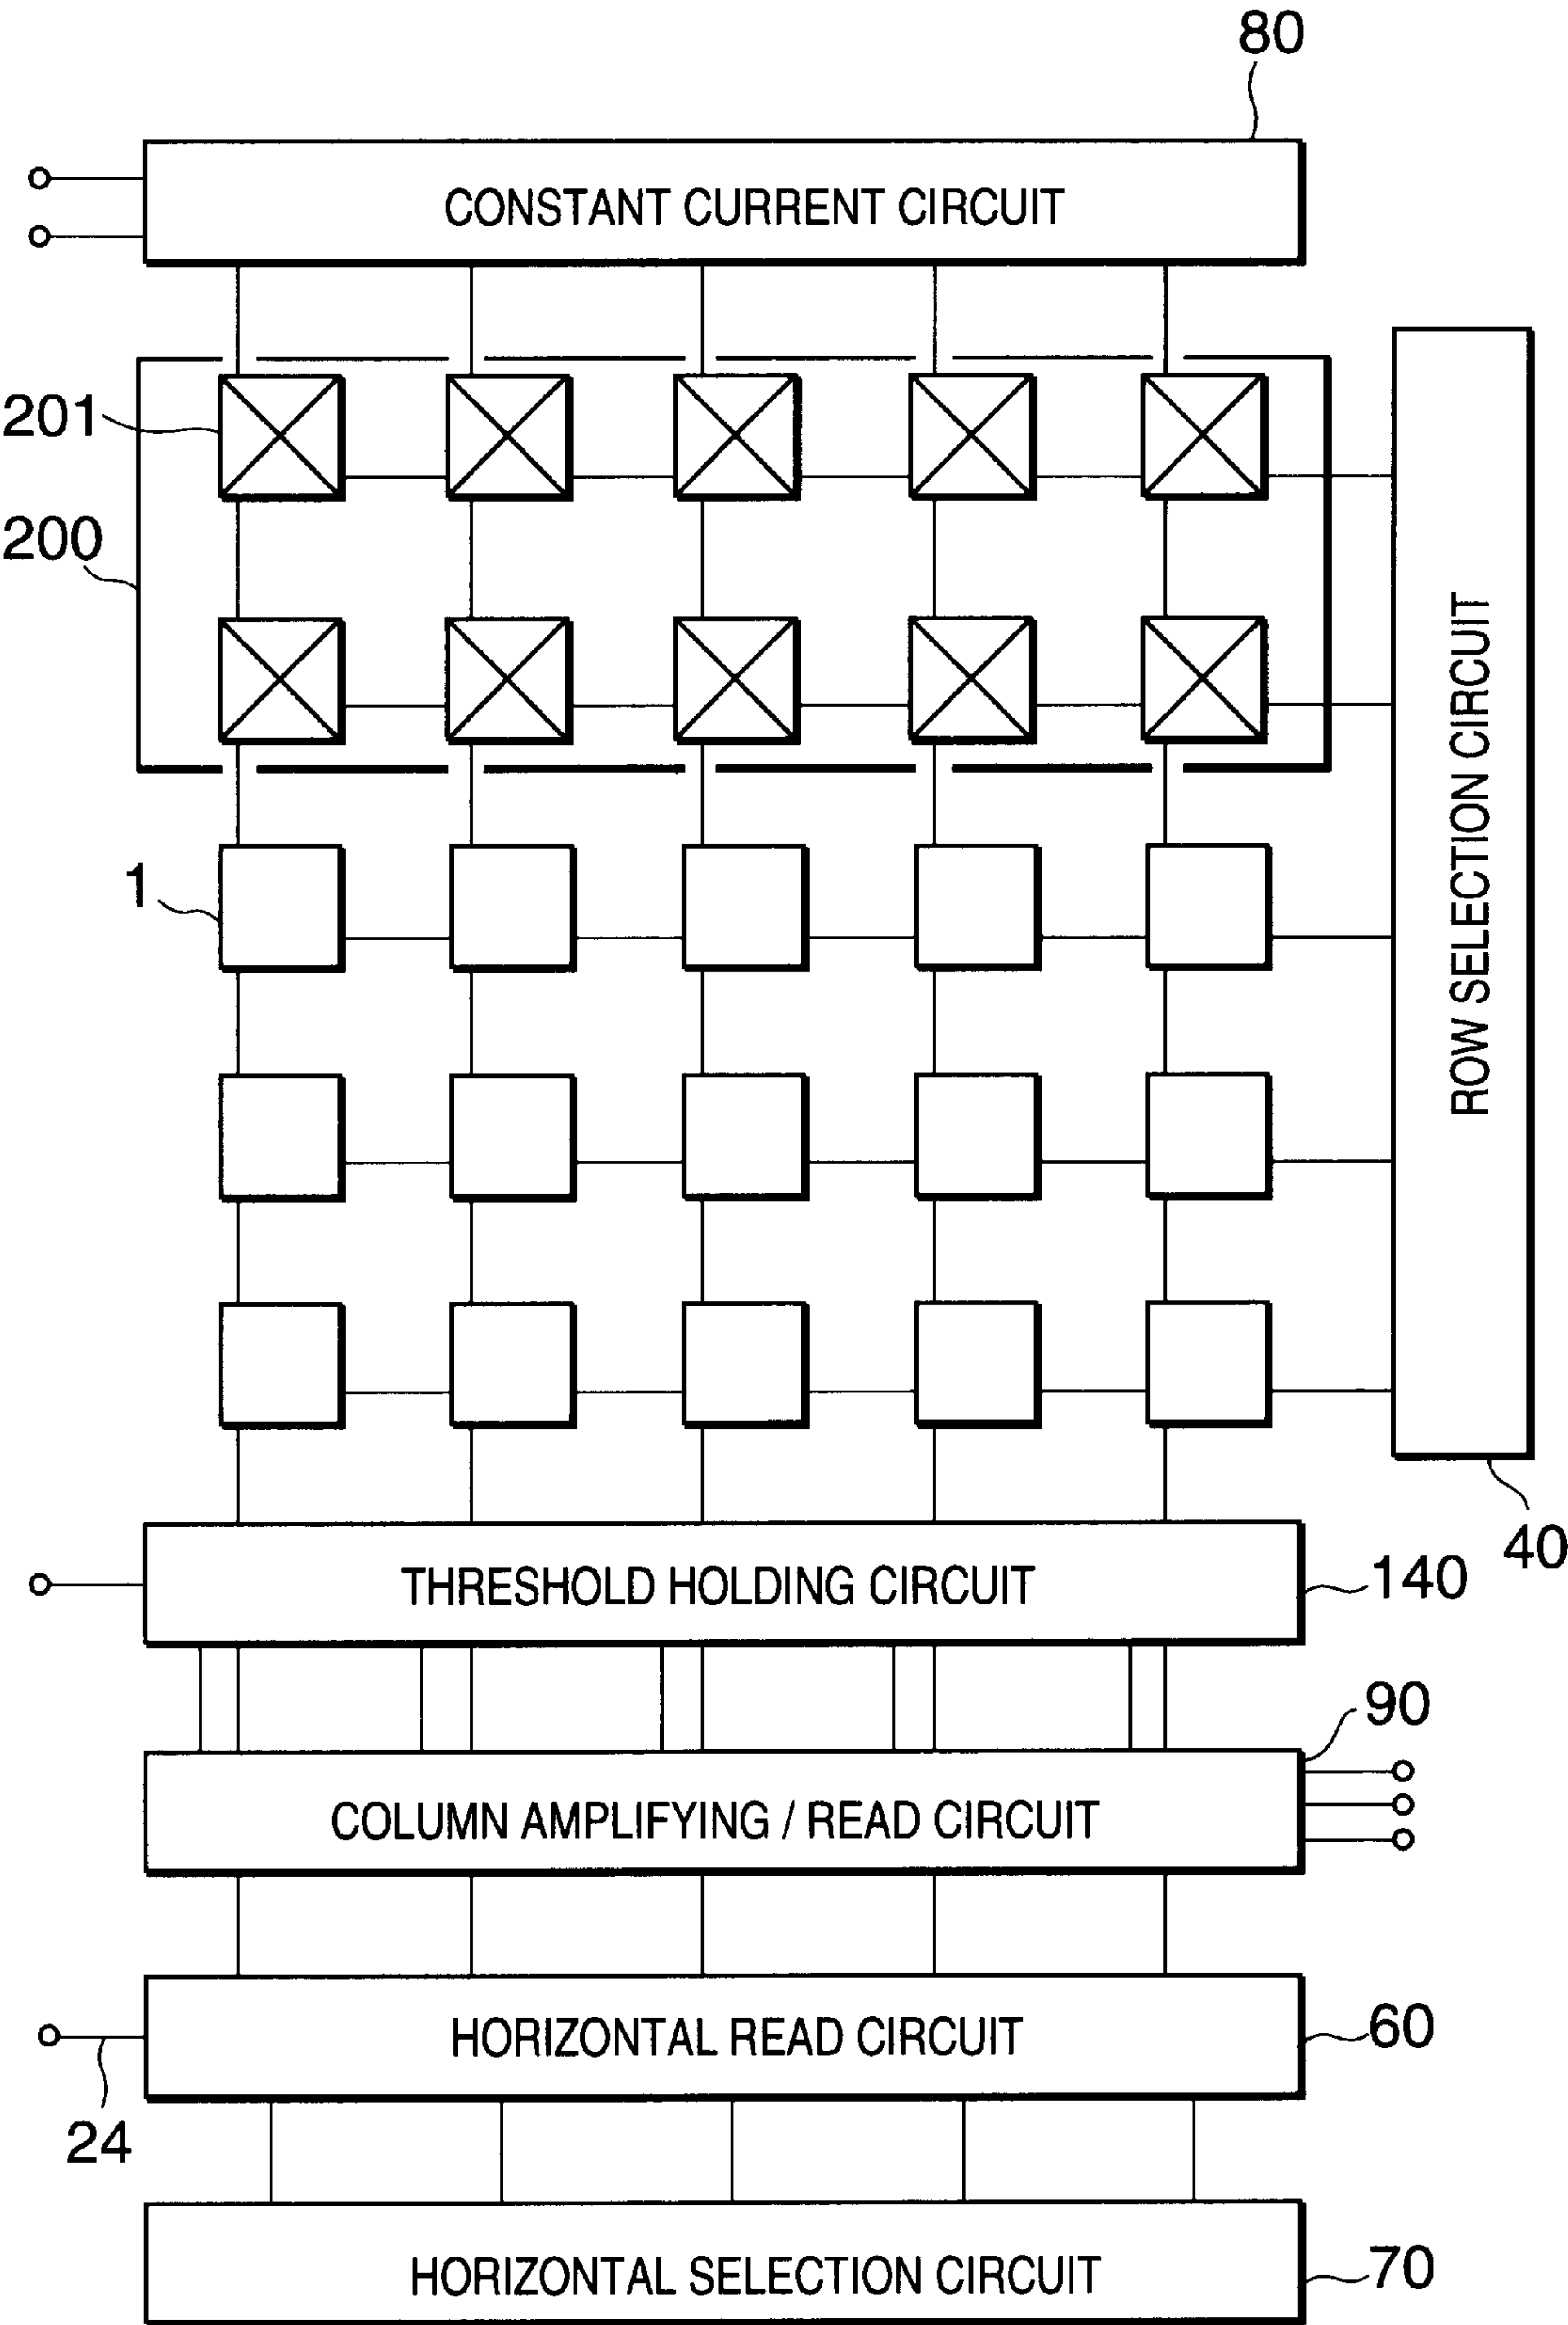 80
CONSTANT CURRENT CIRCUIT
201
200
ROW SELECTION CIRCUIT
1
40
THRESHOLD HOLDING CIRCUIT
140
90
COLUMN AMPLIFYING / READ CIRCUIT
HORIZONTAL READ CIRCUIT
60
24
HORIZONTAL SELECTION CIRCUIT
70